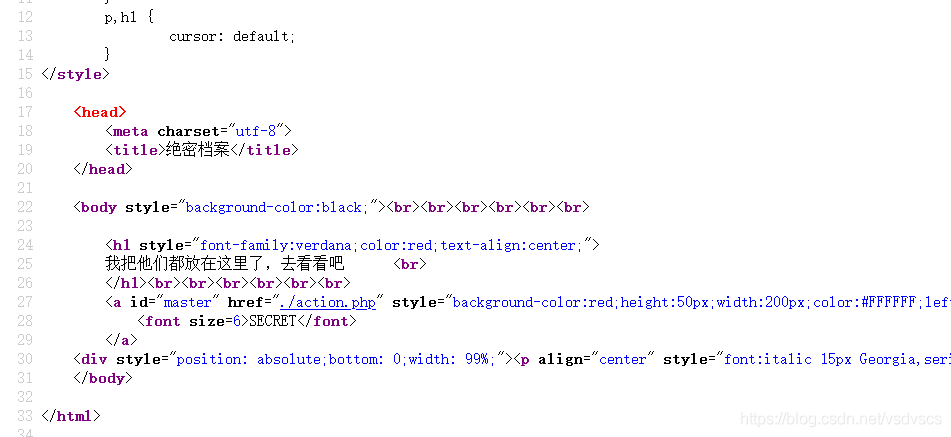 12 p,h1 {
13 cursor: default;
14 }
15 </style>
16
17 <head>
18 <meta charset="utf-8">
19 <title>绝密档案</title>
20 </head>
21
22 <body style="background-color:black;"><br><br><br><br><br><br>
23
24 <h1 style="font-family:verdana;color:red;text-align:center;">
25 我把他们都放在这里了，去看看吧 <br>
26 </h1><br><br><br><br><br><br>
27 <a id="master" href="./action.php" style="background-color:red;height:50px;width:200px;color:#FFFFFF;lef
28 <font size=6>SECRET</font>
29 </a>
30 <div style="position: absolute;bottom: 0;width: 99%;"><p align="center" style="font:italic 15px Georgia,seri
31 </body>
32
33 </html>
https://blog.csdn.net/vsdvscs